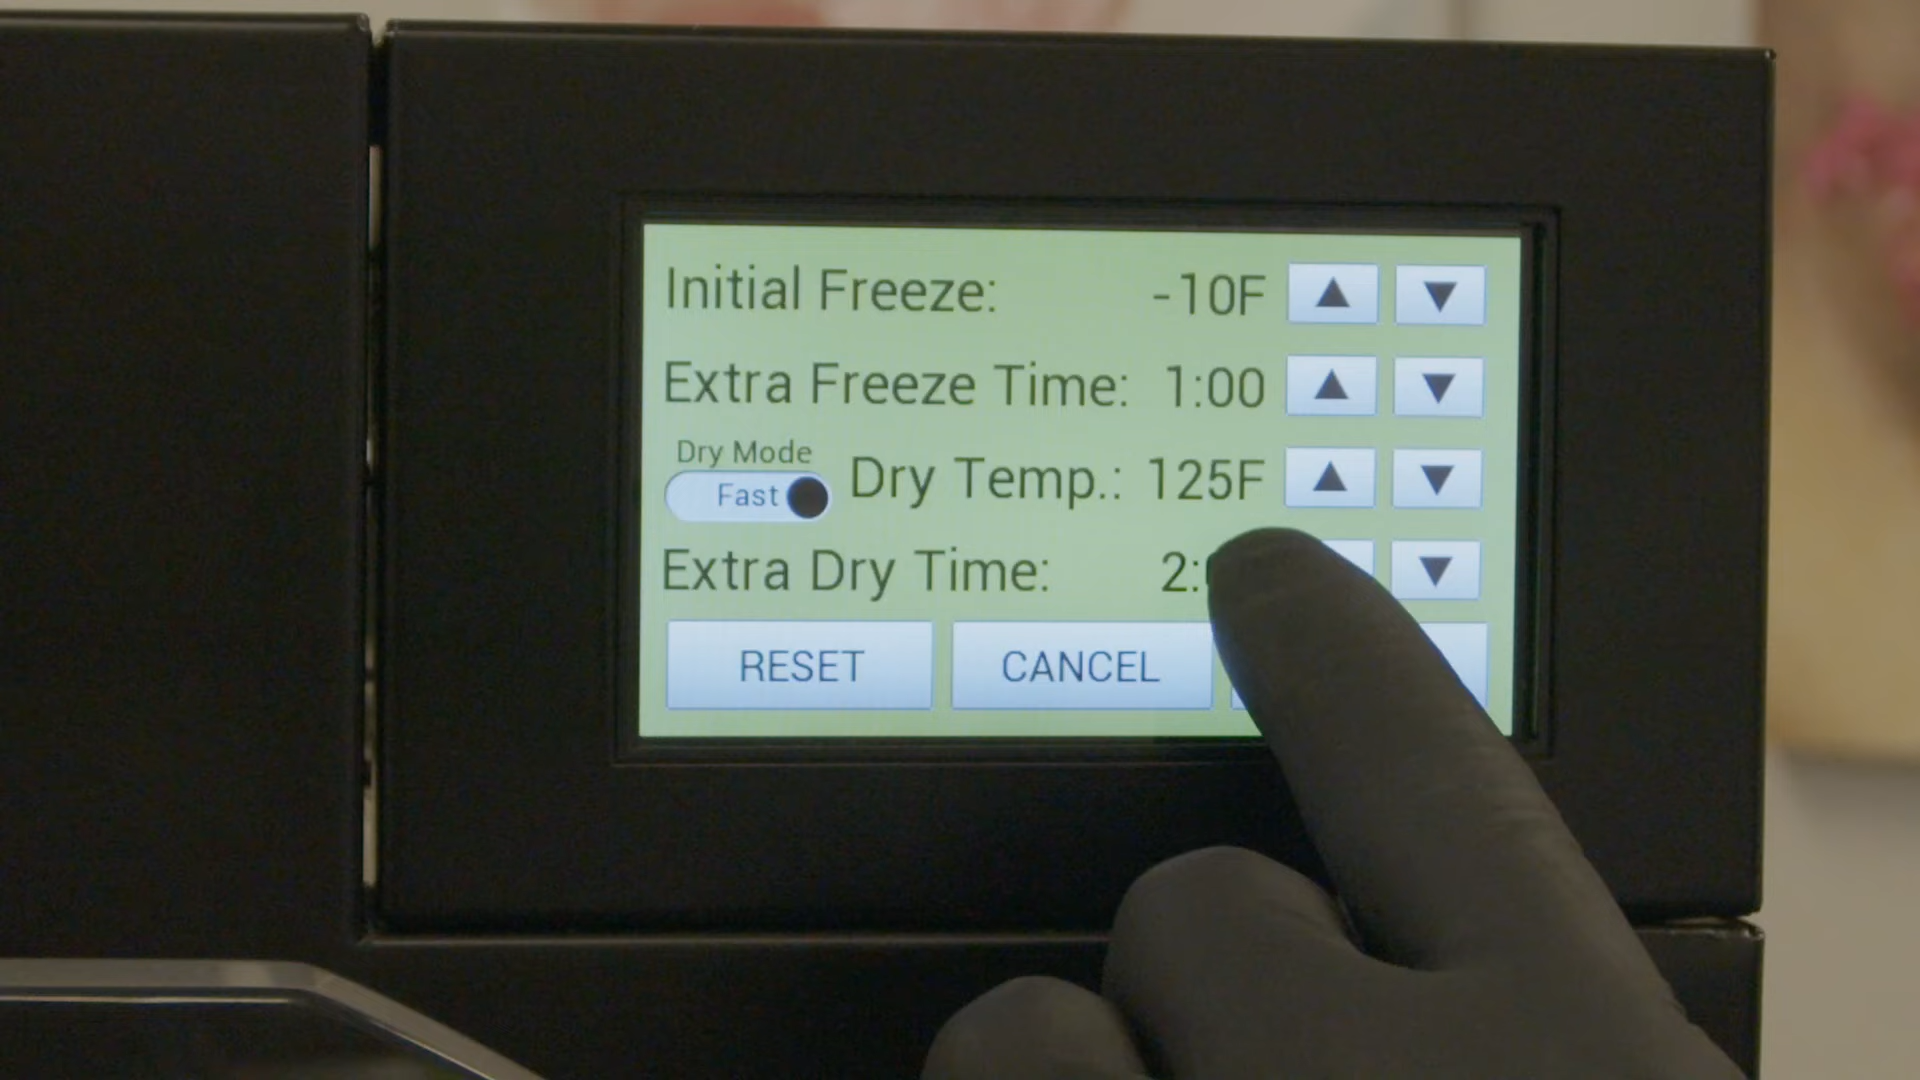 Initial Freeze: -10F ▲ ▼
Extra Freeze Time: 1:00 ▲ ▼
Dry Mode
Fast
Dry Temp.: 125F ▲ ▼
Extra Dry Time: 2: ▼
RESET CANCEL